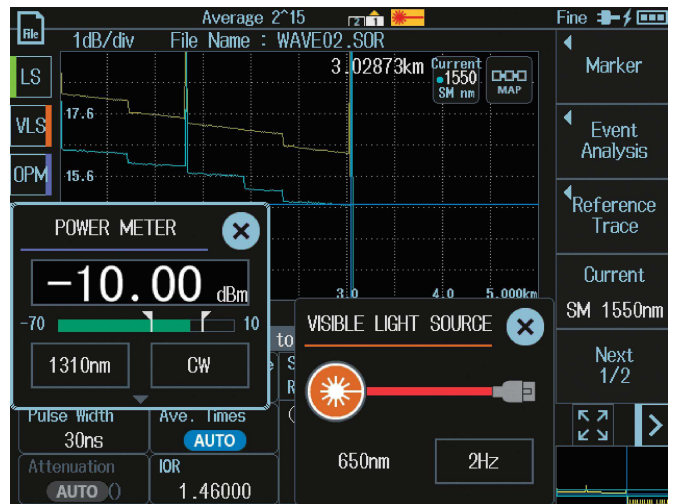 File
Average 2^15
2 1
Fine
1dB/div File Name : WAVE02.SOR
3.02873km
Current
1550
SM nm
MAP
LS
VLS
OPM
17.6
15.6
Marker
Event
Analysis
Reference
Trace
Current
SM 1550nm
Next
1/2
3.0 4.0 5.000km
POWER METER
-10.00 dBm
-70 10
1310nm CW
to
VISIBLE LIGHT SOURCE
650nm 2Hz
Pulse Width
30ns
Ave. Times
AUTO
Attenuation
AUTO ()
IOR
1.46000